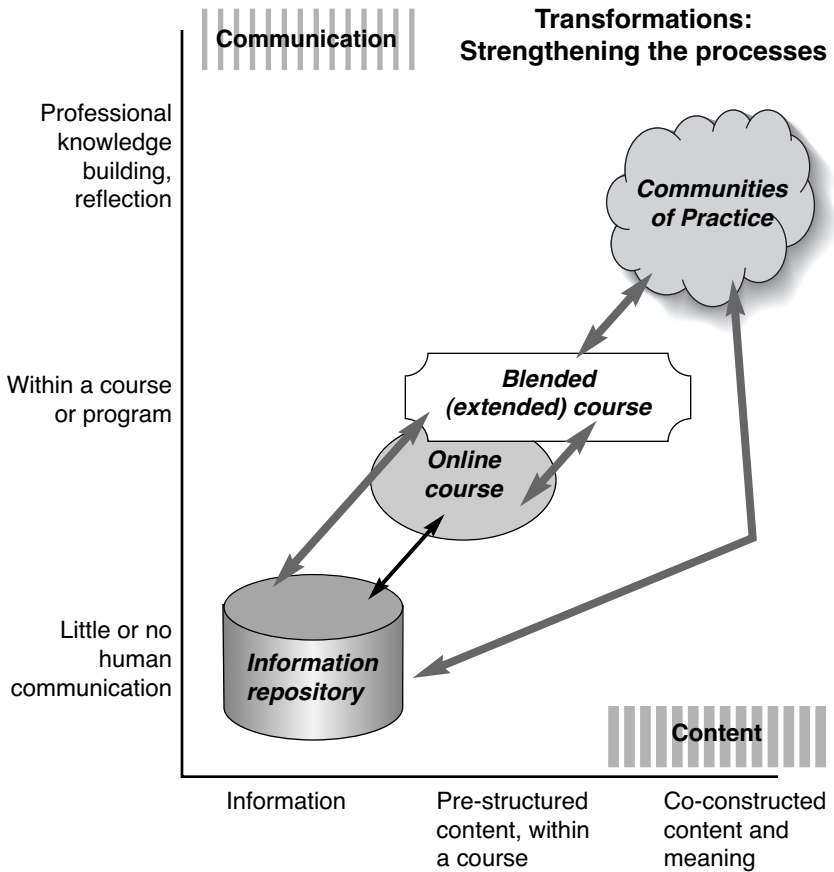 Communication
Transformations:
Strengthening the processes
Professional
knowledge
building,
reflection
Communities
of Practice
Within a course
or program
Blended
(extended) course
Online
course
Little or no
human
communication
Information
repository
Content
Information
Pre-structured
content, within
a course
Co-constructed
content and
meaning